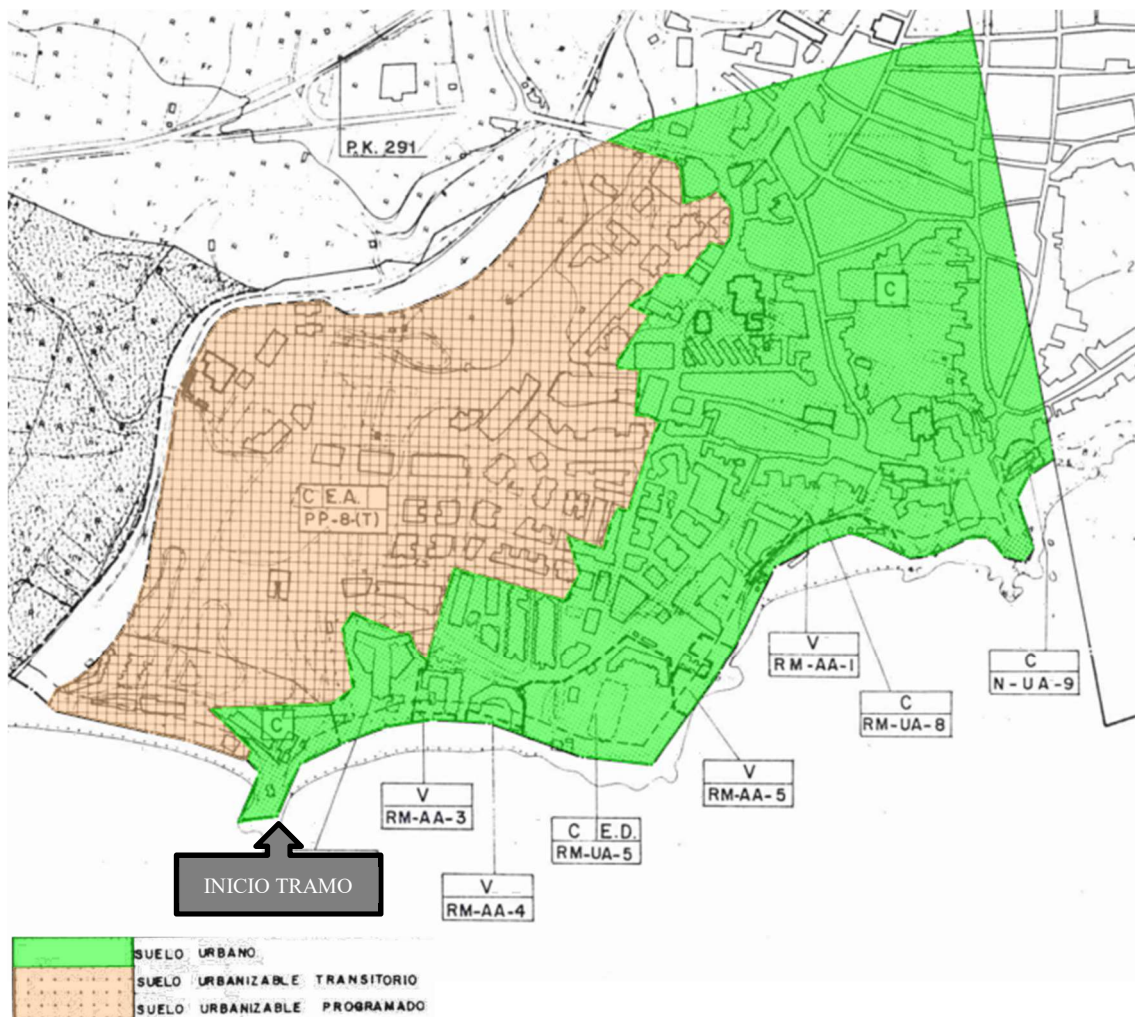 P.K. 291
C
C E.A.
PP-8-(T)
C
V
RM-AA-1
C
N-UA-9
C
RM-UA-8
V
RM-AA-5
V
RM-AA-3
C E.D.
RM-UA-5
V
RM-AA-4
INICIO TRAMO
SUELO URBANO
SUELO URBANIZABLE TRANSITORIO
SUELO URBANIZABLE PROGRAMADO